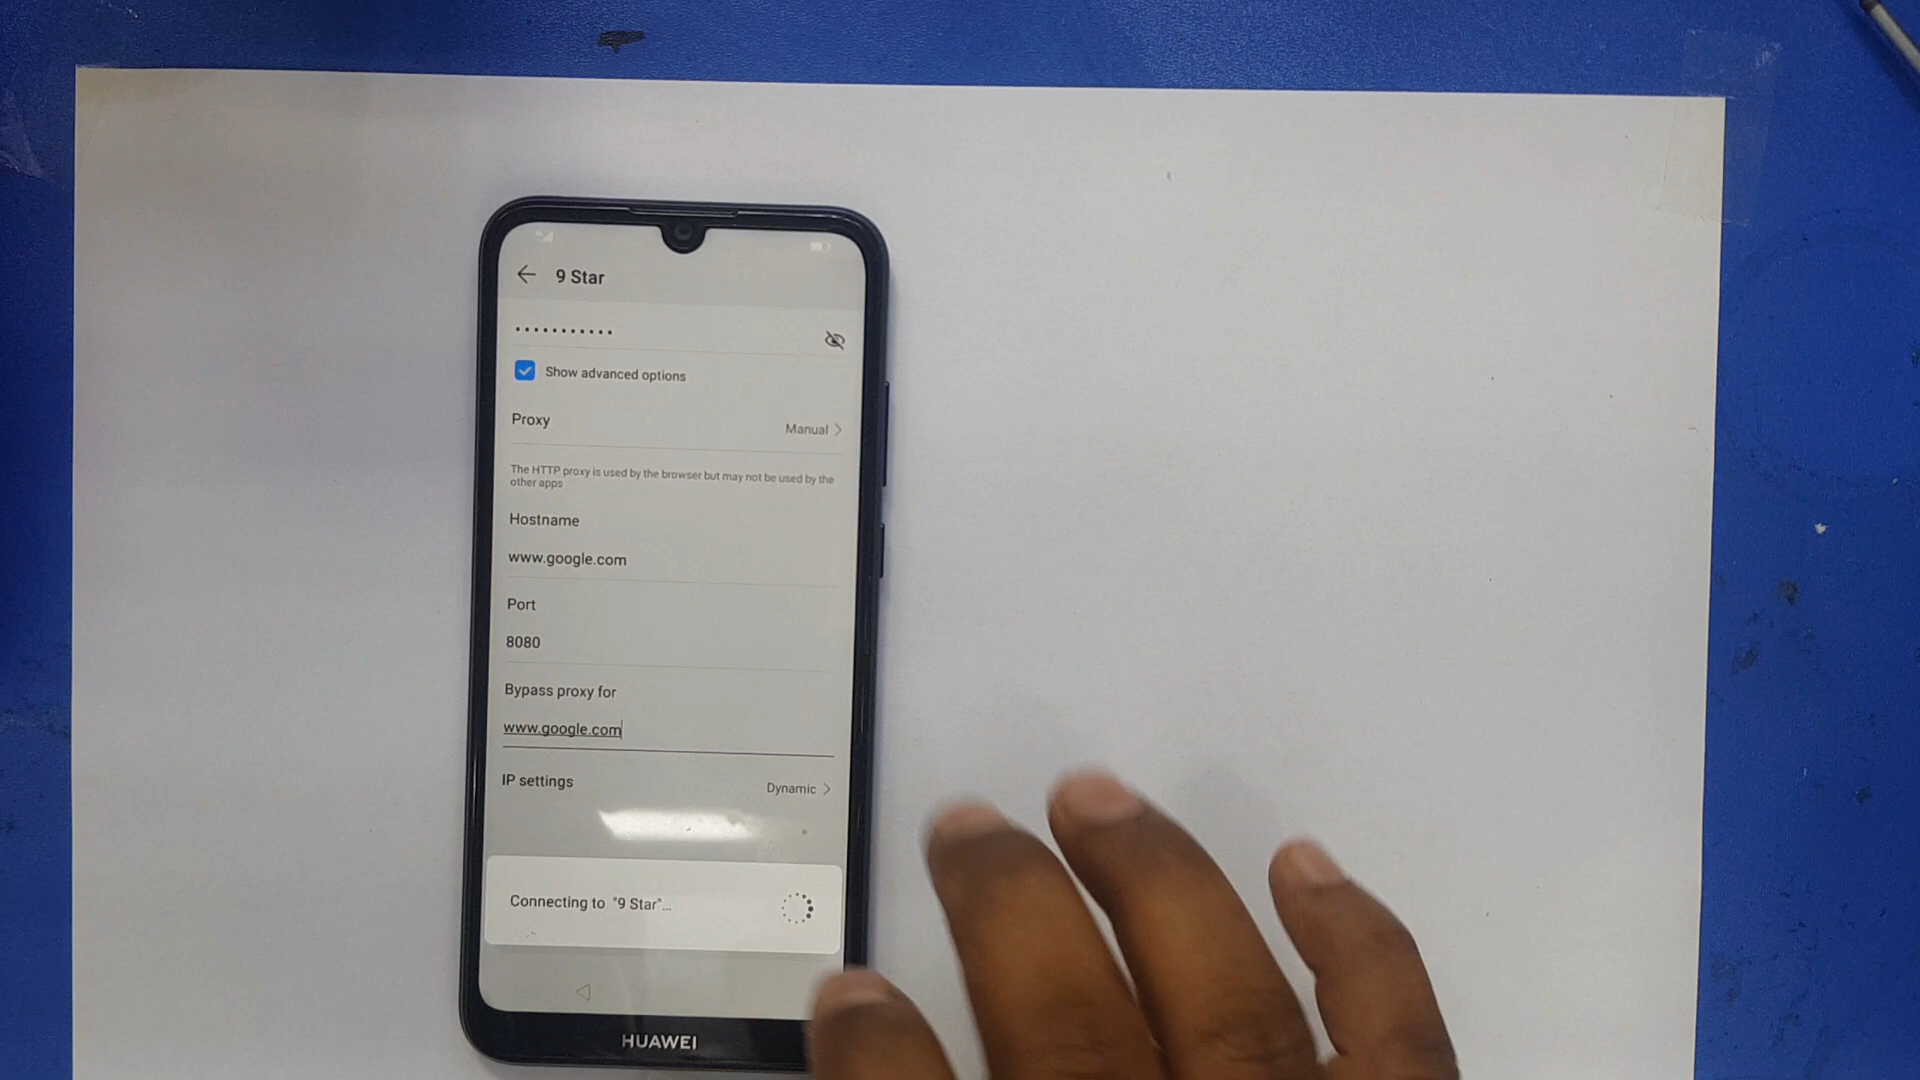 9 Star
•••••••••••
Show advanced options
Proxy
Manual
The HTTP proxy is used by the browser but may not be used by the
other apps
Hostname
www.google.com
Port
8080
Bypass proxy for
www.google.com
IP settings
Dynamic
Connecting to "9 Star"...
HUAWEI